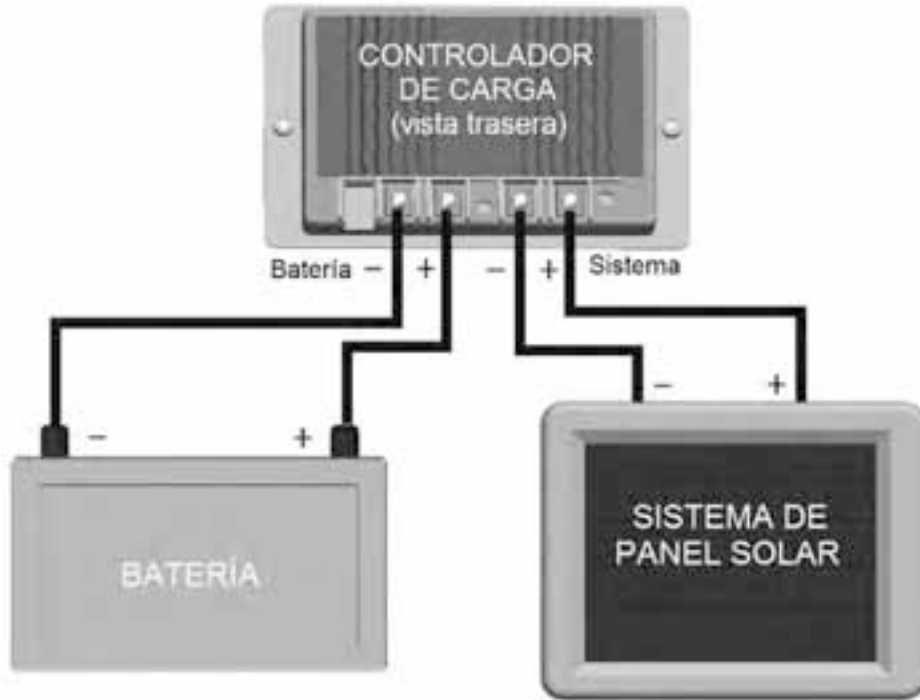 CONTROLADOR
DE CARGA
(vista trasera)
Batería – + – + Sistema
– +
– +
SISTEMA DE
PANEL SOLAR
BATERÍA